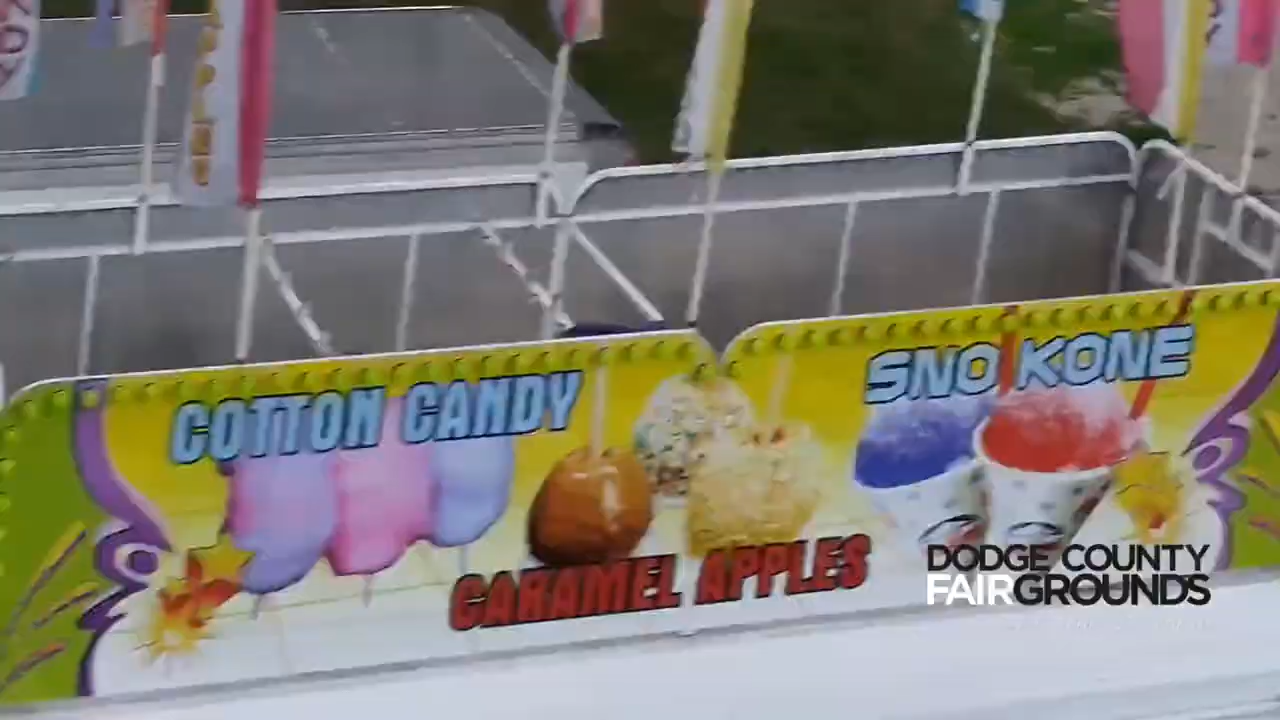 COTTON CANDY
CARAMEL APPLES
SNO KONE
DODGE COUNTY
FAIRGROUNDS